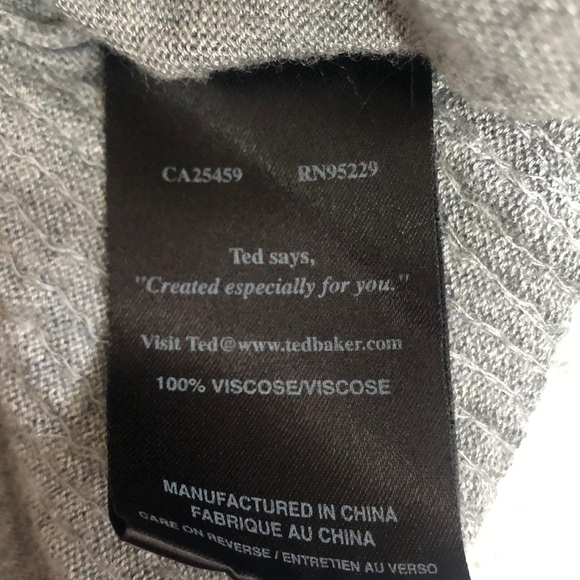 CA25459 RN95229
Ted says,
"Created especially for you."
Visit Ted@www.tedbaker.com
100% VISCOSE/VISCOSE
MANUFACTURED IN CHINA
FABRIQUE AU CHINA
CARE ON REVERSE / ENTRETIEN AU VERSO